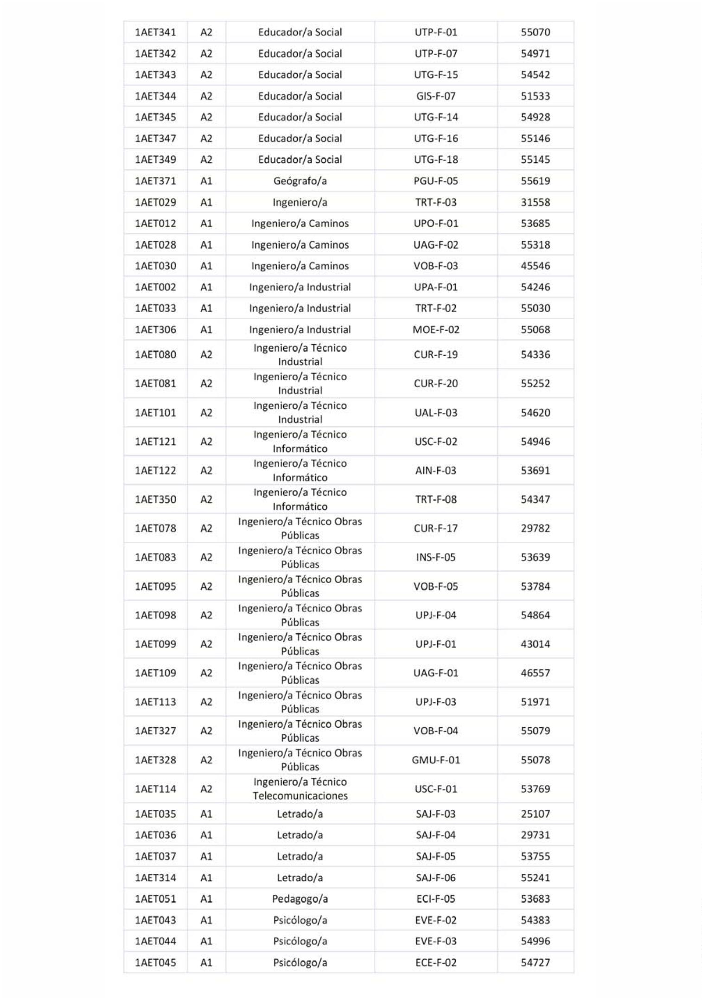 1AET341 A2 Educador/a Social UTP-F-01 55070
1AET342 A2 Educador/a Social UTP-F-07 54971
1AET343 A2 Educador/a Social UTG-F-15 54542
1AET344 A2 Educador/a Social GIS-F-07 51533
1AET345 A2 Educador/a Social UTG-F-14 54928
1AET347 A2 Educador/a Social UTG-F-16 55146
1AET349 A2 Educador/a Social UTG-F-18 55145
1AET371 A1 Geógrafo/a PGU-F-05 55619
1AET029 A1 Ingeniero/a TRT-F-03 31558
1AET012 A1 Ingeniero/a Caminos UPO-F-01 53685
1AET028 A1 Ingeniero/a Caminos UAG-F-02 55318
1AET030 A1 Ingeniero/a Caminos VOB-F-03 45546
1AET002 A1 Ingeniero/a Industrial UPA-F-01 54246
1AET033 A1 Ingeniero/a Industrial TRT-F-02 55030
1AET306 A1 Ingeniero/a Industrial MOE-F-02 55068
1AET080 A2 Ingeniero/a Técnico
Industrial CUR-F-19 54336
1AET081 A2 Ingeniero/a Técnico
Industrial CUR-F-20 55252
1AET101 A2 Ingeniero/a Técnico
Industrial UAL-F-03 54620
1AET121 A2 Ingeniero/a Técnico
Informático USC-F-02 54946
1AET122 A2 Ingeniero/a Técnico
Informático AIN-F-03 53691
1AET350 A2 Ingeniero/a Técnico
Informático TRT-F-08 54347
1AET078 A2 Ingeniero/a Técnico Obras
Públicas CUR-F-17 29782
1AET083 A2 Ingeniero/a Técnico Obras
Públicas INS-F-05 53639
1AET095 A2 Ingeniero/a Técnico Obras
Públicas VOB-F-05 53784
1AET098 A2 Ingeniero/a Técnico Obras
Públicas UPJ-F-04 54864
1AET099 A2 Ingeniero/a Técnico Obras
Públicas UPJ-F-01 43014
1AET109 A2 Ingeniero/a Técnico Obras
Públicas UAG-F-01 46557
1AET113 A2 Ingeniero/a Técnico Obras
Públicas UPJ-F-03 51971
1AET327 A2 Ingeniero/a Técnico Obras
Públicas VOB-F-04 55079
1AET328 A2 Ingeniero/a Técnico Obras
Públicas GMU-F-01 55078
1AET114 A2 Ingeniero/a Técnico
Telecomunicaciones USC-F-01 53769
1AET035 A1 Letrado/a SAJ-F-03 25107
1AET036 A1 Letrado/a SAJ-F-04 29731
1AET037 A1 Letrado/a SAJ-F-05 53755
1AET314 A1 Letrado/a SAJ-F-06 55241
1AET051 A1 Pedagogo/a ECI-F-05 53683
1AET043 A1 Psicólogo/a EVE-F-02 54383
1AET044 A1 Psicólogo/a EVE-F-03 54996
1AET045 A1 Psicólogo/a ECE-F-02 54727